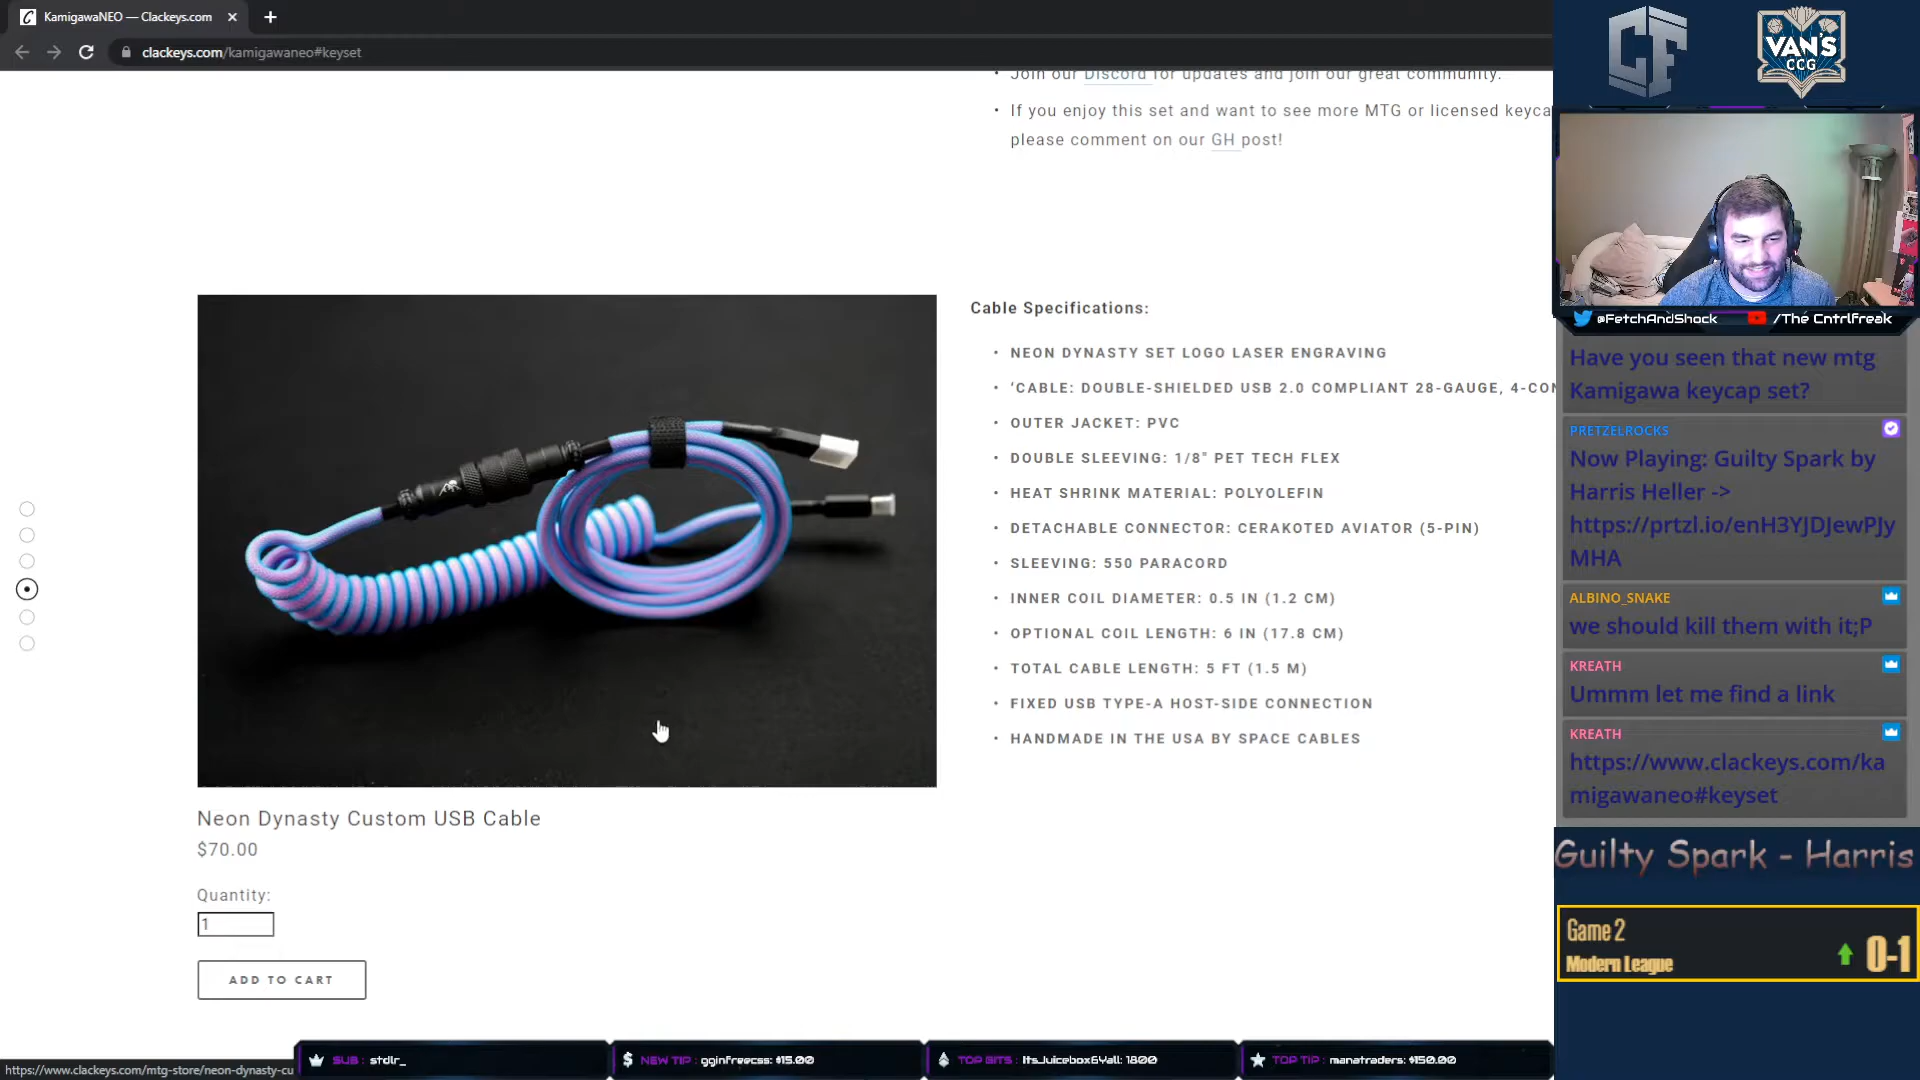 KamigawaNEO — Clackeys.com
clackeys.com/kamigawaneo#keyset
Join our Discord for updates and join our great community.
If you enjoy this set and want to see more MTG or licensed keyca
please comment on our GH post!
Cable Specifications:
NEON DYNASTY SET LOGO LASER ENGRAVING
‘CABLE: DOUBLE-SHIELDED USB 2.0 COMPLIANT 28-GAUGE, 4-CON
OUTER JACKET: PVC
DOUBLE SLEEVING: 1/8" PET TECH FLEX
HEAT SHRINK MATERIAL: POLYOLEFIN
DETACHABLE CONNECTOR: CERAKOTED AVIATOR (5-PIN)
SLEEVING: 550 PARACORD
INNER COIL DIAMETER: 0.5 IN (1.2 CM)
OPTIONAL COIL LENGTH: 6 IN (17.8 CM)
TOTAL CABLE LENGTH: 5 FT (1.5 M)
FIXED USB TYPE-A HOST-SIDE CONNECTION
HANDMADE IN THE USA BY SPACE CABLES
Neon Dynasty Custom USB Cable
$70.00
Quantity:
1
ADD TO CART
https://www.clackeys.com/mtg-store/neon-dynasty-cu
SUB : stdlr_
NEW TIP : gginfreecss: $15.00
TOP BITS : ItsJuicebox6Yall: 1800
TOP TIP : manatraders: $150.00
CF
VAN'S
CCG
@FetchAndShock
/The Cntrlfreak
Have you seen that new mtg
Kamigawa keycap set?
PRETZELROCKS
Now Playing: Guilty Spark by
Harris Heller ->
https://prtzl.io/enH3YJDJewPJy
MHA
ALBINO_SNAKE
we should kill them with it;P
KREATH
Ummm let me find a link
KREATH
https://www.clackeys.com/ka
migawaneo#keyset
Guilty Spark - Harris
Game 2
Modern League
0-1